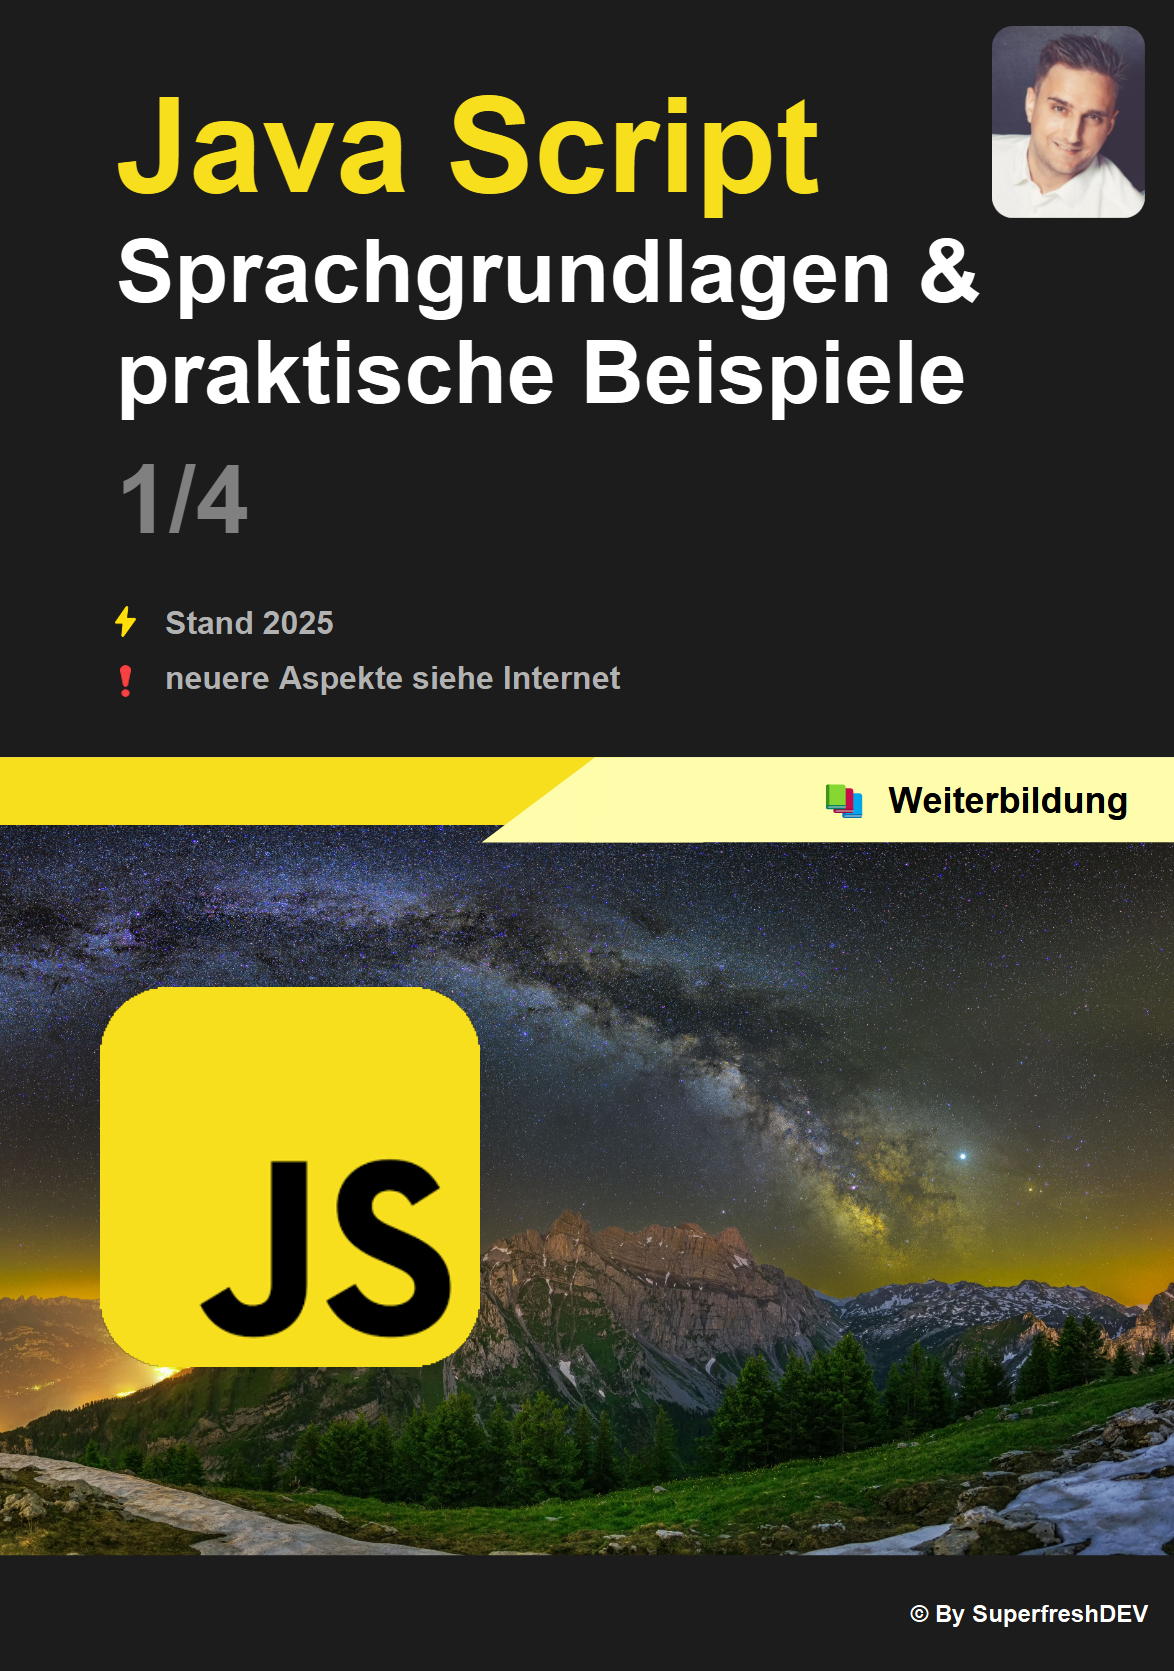 Java Script
Sprachgrundlagen &
praktische Beispiele
1/4
Stand 2025
neuere Aspekte siehe Internet
Weiterbildung
JS
© By SuperfreshDEV